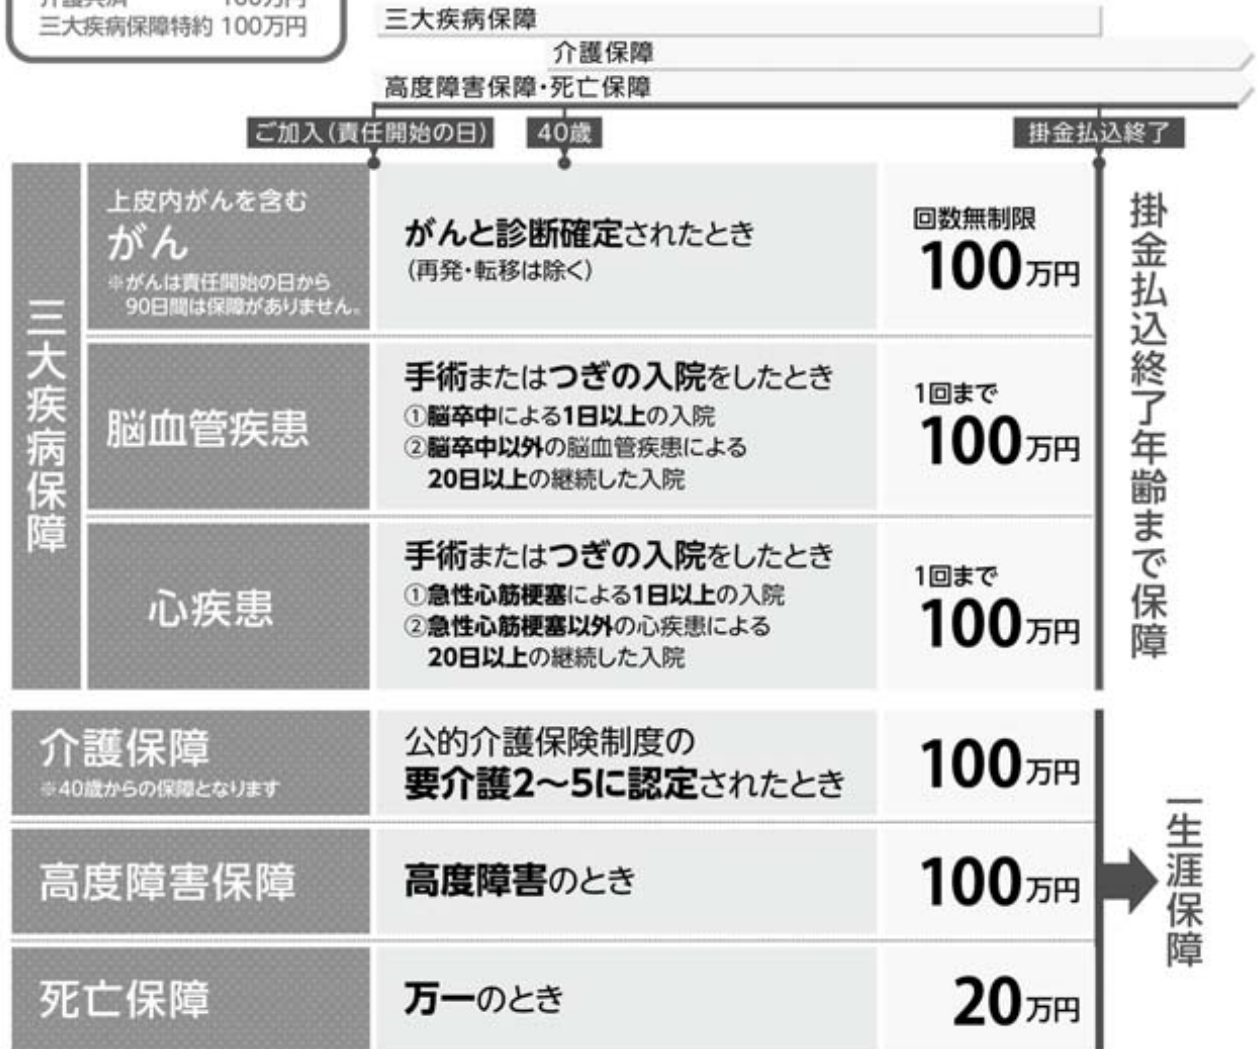 三大疾病保障特約 100万円
三大疾病保障
介護保障
高度障害保障・死亡保障
ご加入(責任開始の日)
40歳
掛金払込終了
三大疾病保障
上皮内がんを含む
がん
※がんは責任開始の日から
90日間は保障がありません。
がんと診断確定されたとき
(再発・転移は除く)
回数無制限
100万円
脳血管疾患
手術またはつぎの入院をしたとき
①脳卒中による1日以上の入院
②脳卒中以外の脳血管疾患による
20日以上の継続した入院
1回まで
100万円
心疾患
手術またはつぎの入院をしたとき
①急性心筋梗塞による1日以上の入院
②急性心筋梗塞以外の心疾患による
20日以上の継続した入院
1回まで
100万円
掛金払込終了年齢まで保障
介護保障
※40歳からの保障となります
公的介護保険制度の
要介護2～5に認定されたとき
100万円
高度障害保障
高度障害のとき
100万円
死亡保障
万一のとき
20万円
一生涯保障